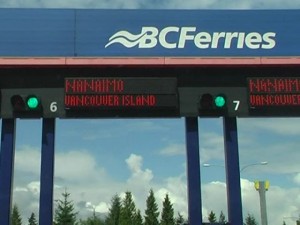 BCFerries
6
NANAIMO
VANCOUVER ISLAND
7
NANAIMO
VANCOUVER